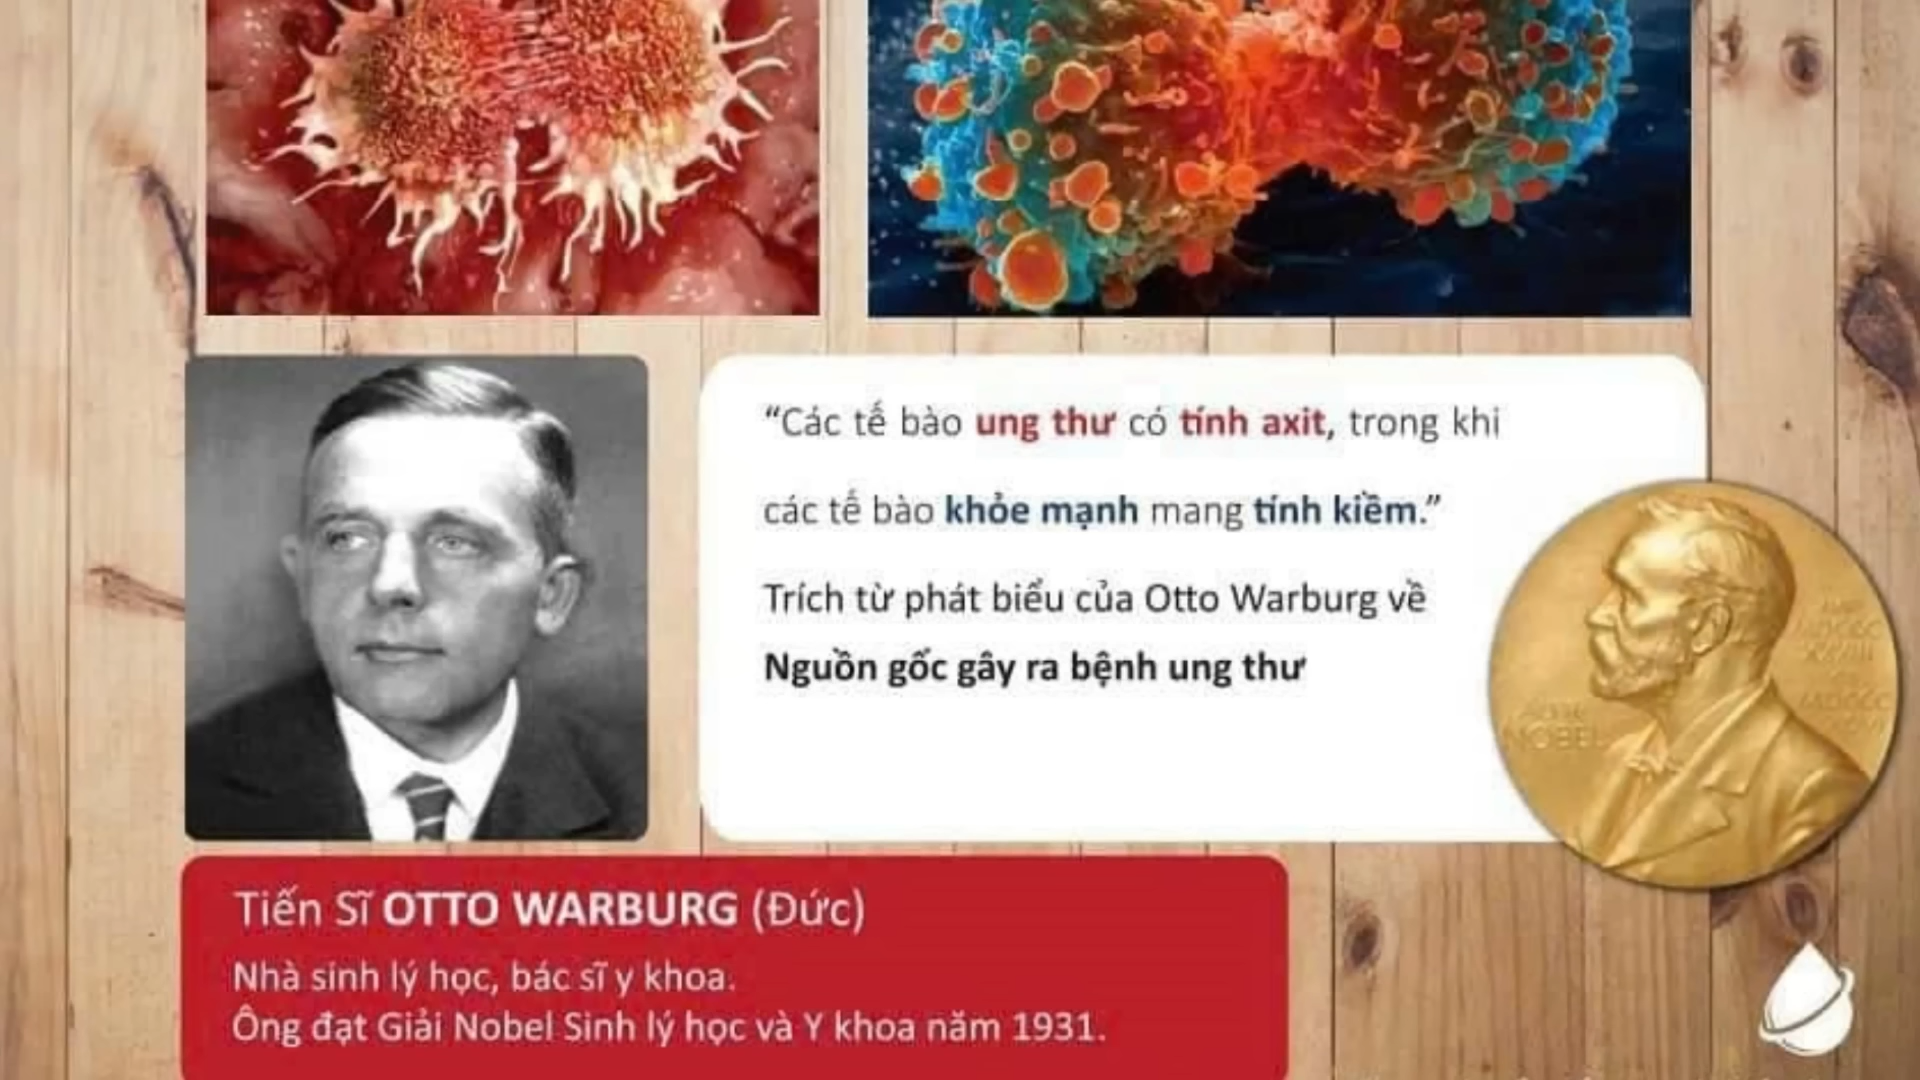 “Các tế bào ung thư có tính axit, trong khi
các tế bào khỏe mạnh mang tính kiềm.”
Trích từ phát biểu của Otto Warburg về
Nguồn gốc gây ra bệnh ung thư
Tiến Sĩ OTTO WARBURG (Đức)
Nhà sinh lý học, bác sĩ y khoa.
Ông đạt Giải Nobel Sinh lý học và Y khoa năm 1931.